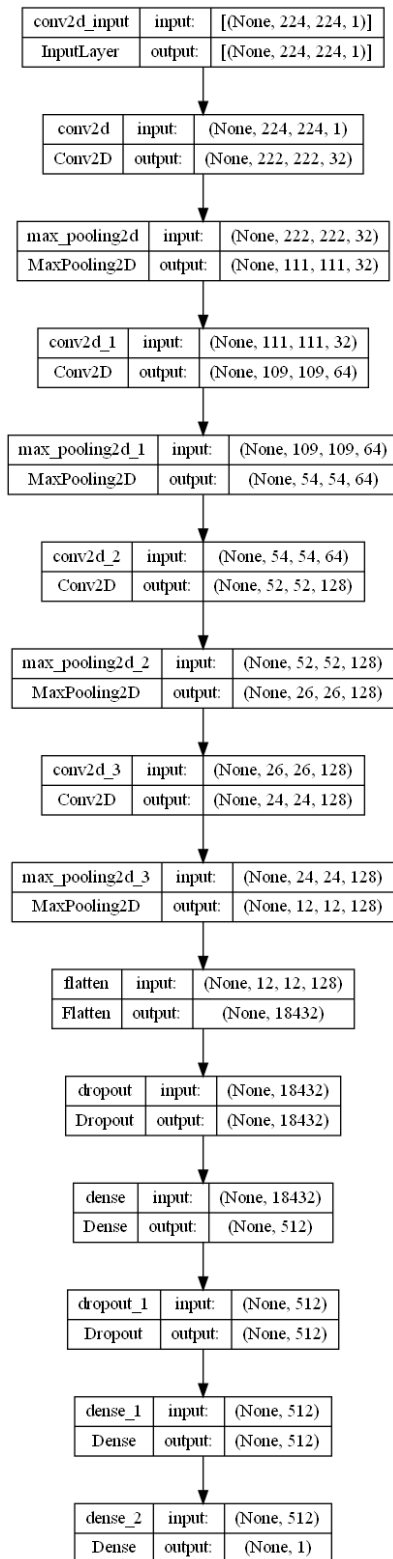 conv2d_input input: [(None, 224, 224, 1)]
InputLayer output: [(None, 224, 224, 1)]
conv2d input: (None, 224, 224, 1)
Conv2D output: (None, 222, 222, 32)
max_pooling2d input: (None, 222, 222, 32)
MaxPooling2D output: (None, 111, 111, 32)
conv2d_1 input: (None, 111, 111, 32)
Conv2D output: (None, 109, 109, 64)
max_pooling2d_1 input: (None, 109, 109, 64)
MaxPooling2D output: (None, 54, 54, 64)
conv2d_2 input: (None, 54, 54, 64)
Conv2D output: (None, 52, 52, 128)
max_pooling2d_2 input: (None, 52, 52, 128)
MaxPooling2D output: (None, 26, 26, 128)
conv2d_3 input: (None, 26, 26, 128)
Conv2D output: (None, 24, 24, 128)
max_pooling2d_3 input: (None, 24, 24, 128)
MaxPooling2D output: (None, 12, 12, 128)
flatten input: (None, 12, 12, 128)
Flatten output: (None, 18432)
dropout input: (None, 18432)
Dropout output: (None, 18432)
dense input: (None, 18432)
Dense output: (None, 512)
dropout_1 input: (None, 512)
Dropout output: (None, 512)
dense_1 input: (None, 512)
Dense output: (None, 512)
dense_2 input: (None, 512)
Dense output: (None, 1)